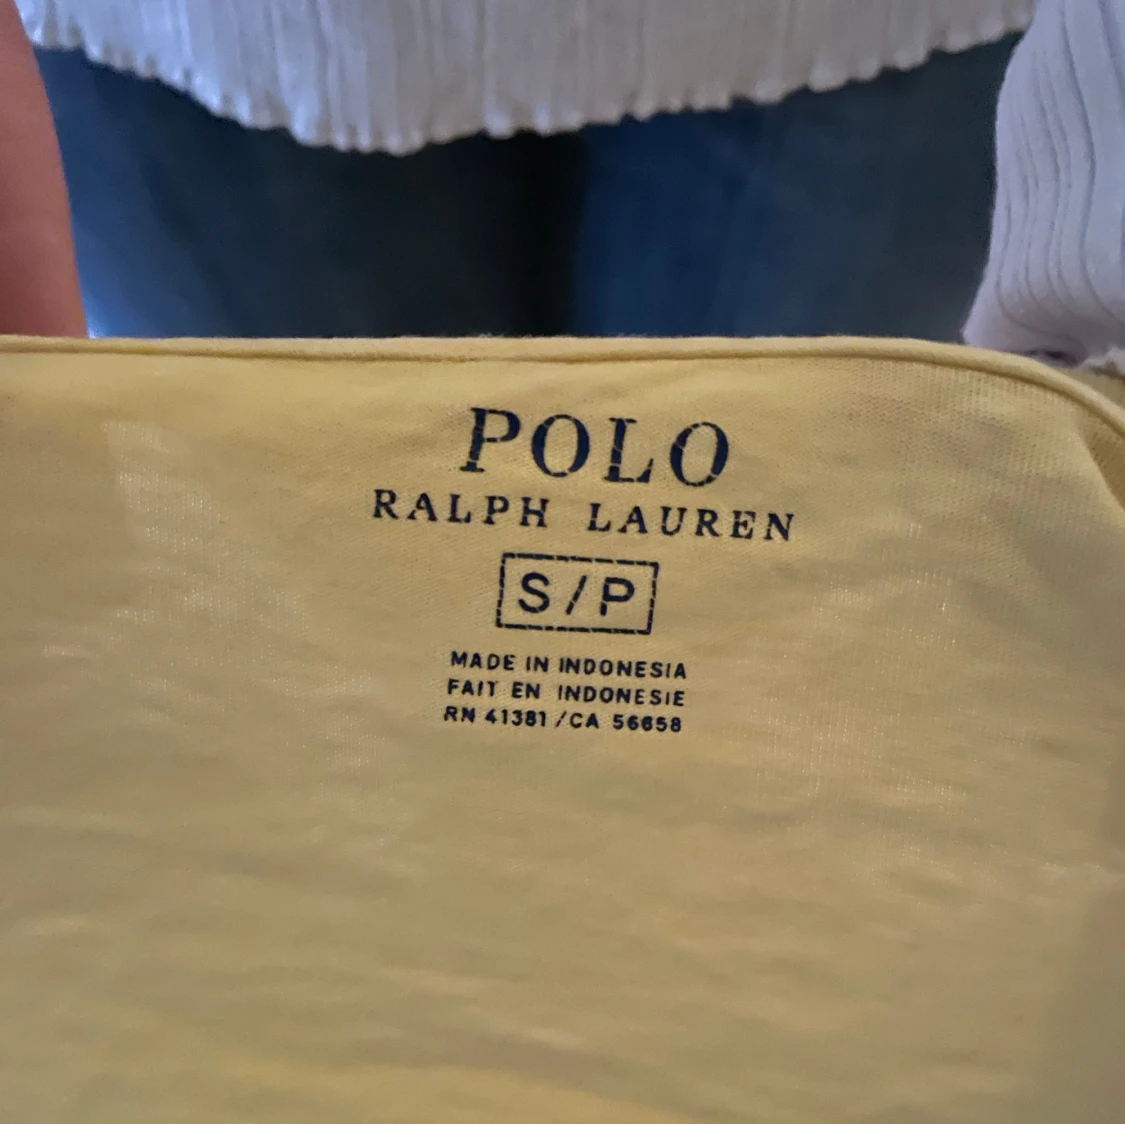 POLO
RALPH LAUREN
S/P
MADE IN INDONESIA
FAIT EN INDONESIE
RN 41381 /CA 56658